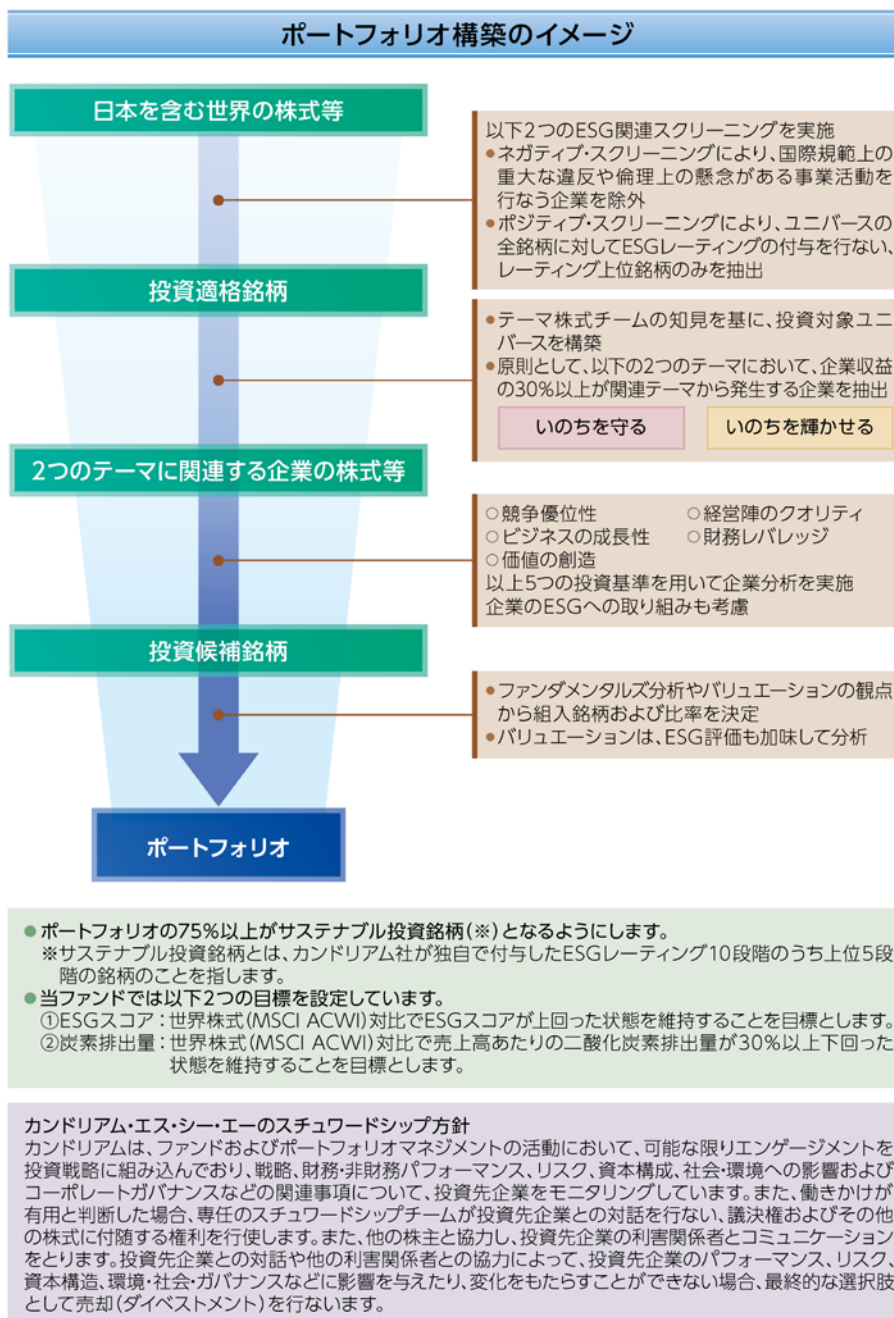 ポートフォリオ構築のイメージ
日本を含む世界の株式等
以下2つのESG関連スクリーニングを実施
●ネガティブ・スクリーニングにより、国際規範上の
重大な違反や倫理上の懸念がある事業活動を
行なう企業を除外
●ポジティブ・スクリーニングにより、ユニバースの
全銘柄に対してESGレーティングの付与を行ない、
レーティング上位銘柄のみを抽出
投資適格銘柄
●テーマ株式チームの知見を基に、投資対象ユニ
バースを構築
●原則として、以下の2つのテーマにおいて、企業収益
の30%以上が関連テーマから発生する企業を抽出
いのちを守る
いのちを輝かせる
2つのテーマに関連する企業の株式等
○競争優位性 ○経営陣のクオリティ
○ビジネスの成長性 ○財務レバレッジ
○価値の創造
以上5つの投資基準を用いて企業分析を実施
企業のESGへの取り組みも考慮
投資候補銘柄
●ファンダメンタルズ分析やバリュエーションの観点
から組入銘柄および比率を決定
●バリュエーションは、ESG評価も加味して分析
ポートフォリオ
●ポートフォリオの75%以上がサステナブル投資銘柄(※)となるようにします。
※サステナブル投資銘柄とは、カンドリアム社が独自で付与したESGレーティング10段階のうち上位5段
階の銘柄のことを指します。
●当ファンドでは以下2つの目標を設定しています。
①ESGスコア:世界株式(MSCI ACWI)対比でESGスコアが上回った状態を維持することを目標とします。
②炭素排出量:世界株式(MSCI ACWI)対比で売上高あたりの二酸化炭素排出量が30%以上下回った
状態を維持することを目標とします。
カンドリアム・エス・シー・エーのスチュワードシップ方針
カンドリアムは、ファンドおよびポートフォリオマネジメントの活動において、可能な限りエンゲージメントを
投資戦略に組み込んでおり、戦略、財務・非財務パフォーマンス、リスク、資本構成、社会・環境への影響および
コーポレートガバナンスなどの関連事項について、投資先企業をモニタリングしています。また、働きかけが
有用と判断した場合、専任のスチュワードシップチームが投資先企業との対話を行ない、議決権およびその他
の株式に付随する権利を行使します。また、他の株主と協力し、投資先企業の利害関係者とコミュニケーション
をとります。投資先企業との対話や他の利害関係者との協力によって、投資先企業のパフォーマンス、リスク、
資本構造、環境・社会・ガバナンスなどに影響を与えたり、変化をもたらすことができない場合、最終的な選択肢
として売却(ダイベストメント)を行ないます。